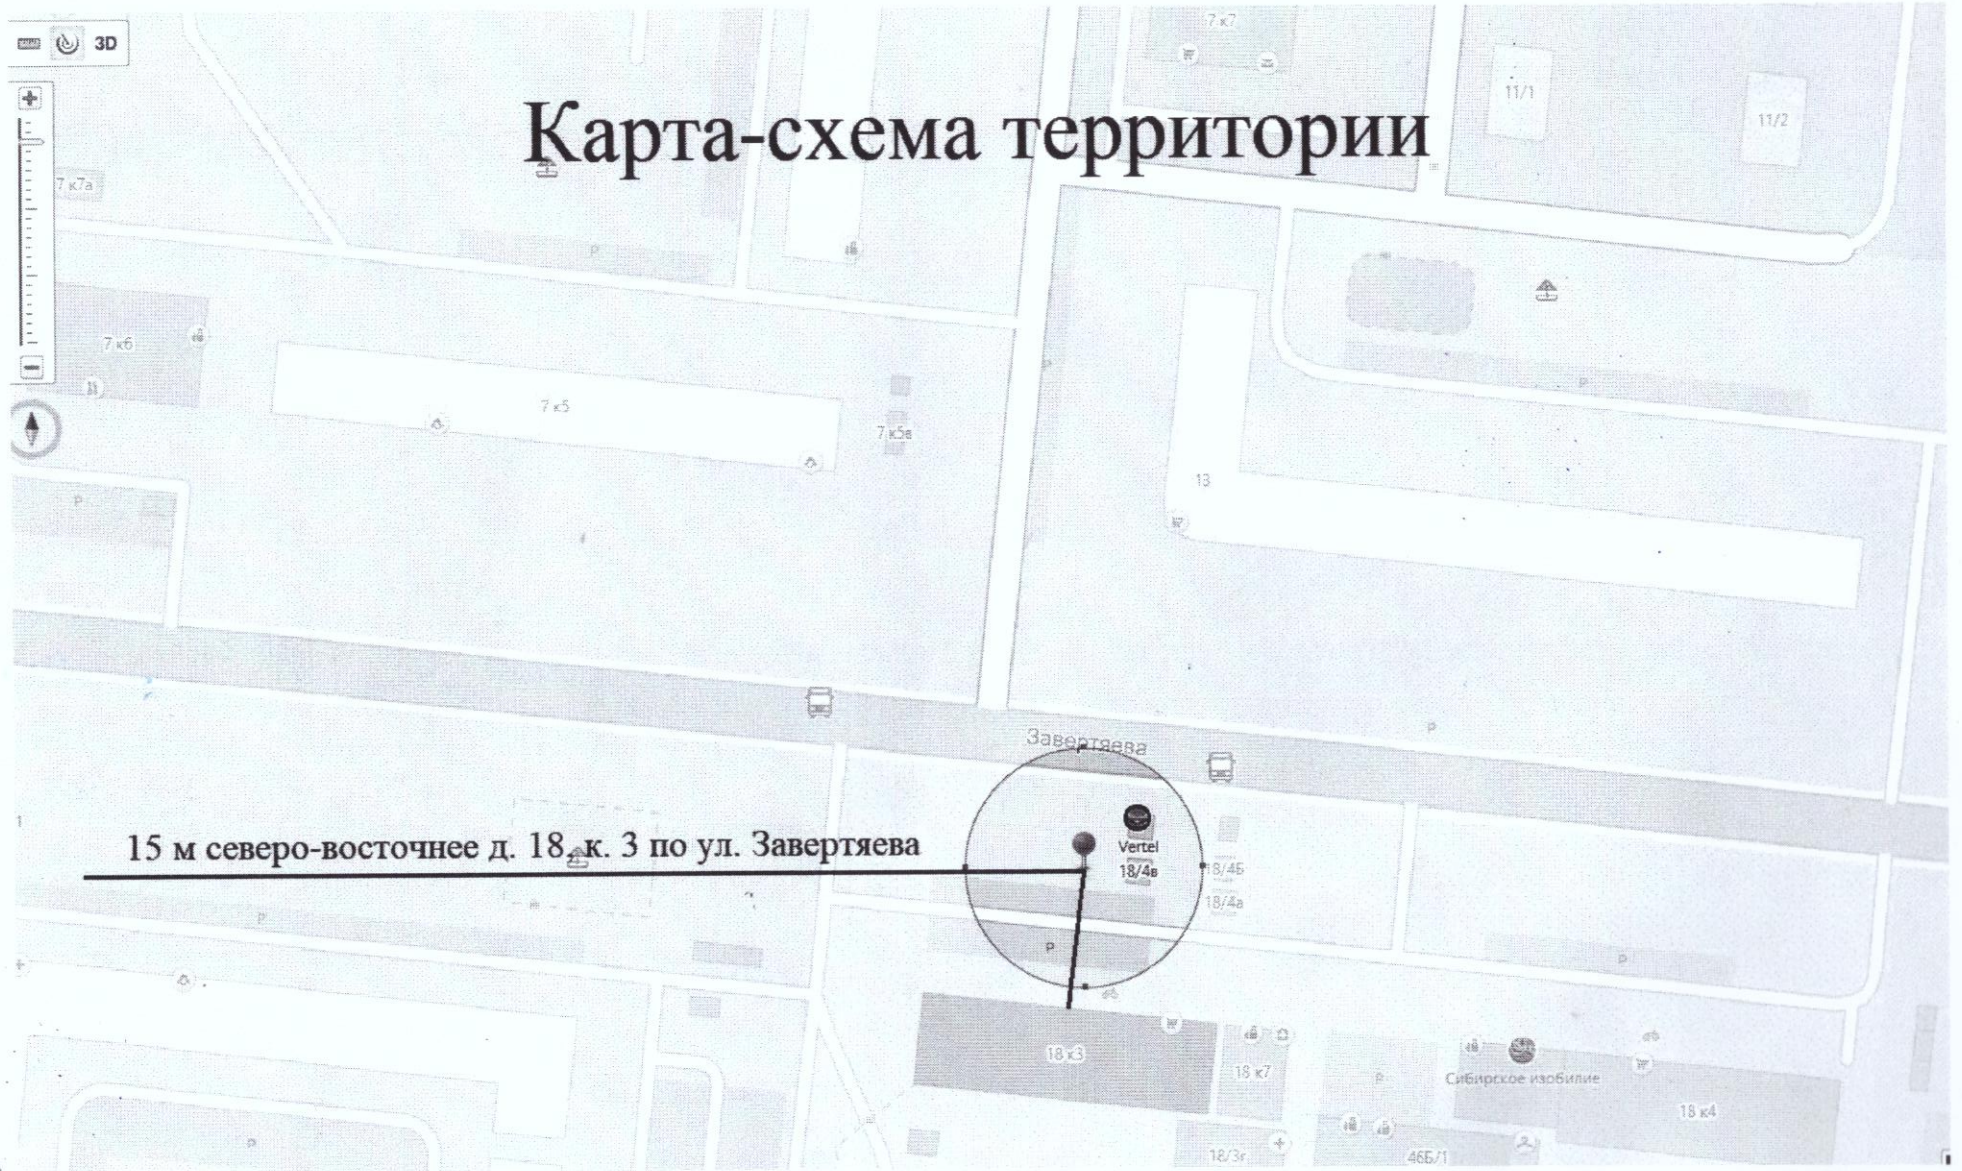 3D
7 к7
11/1
11/2
Карта-схема территории
7 к7а
P
7 к6
7 к5
7 к5в
P
P
13
P
P
Завертяева
15 м северо-восточнее д. 18, к. 3 по ул. Завертяева
Vertel
18/4в
18/4Б
18/4а
P
P
P
18 к3
18 к7
P
Сибирское изобилие
18 к4
P
18/3г
46Б/1